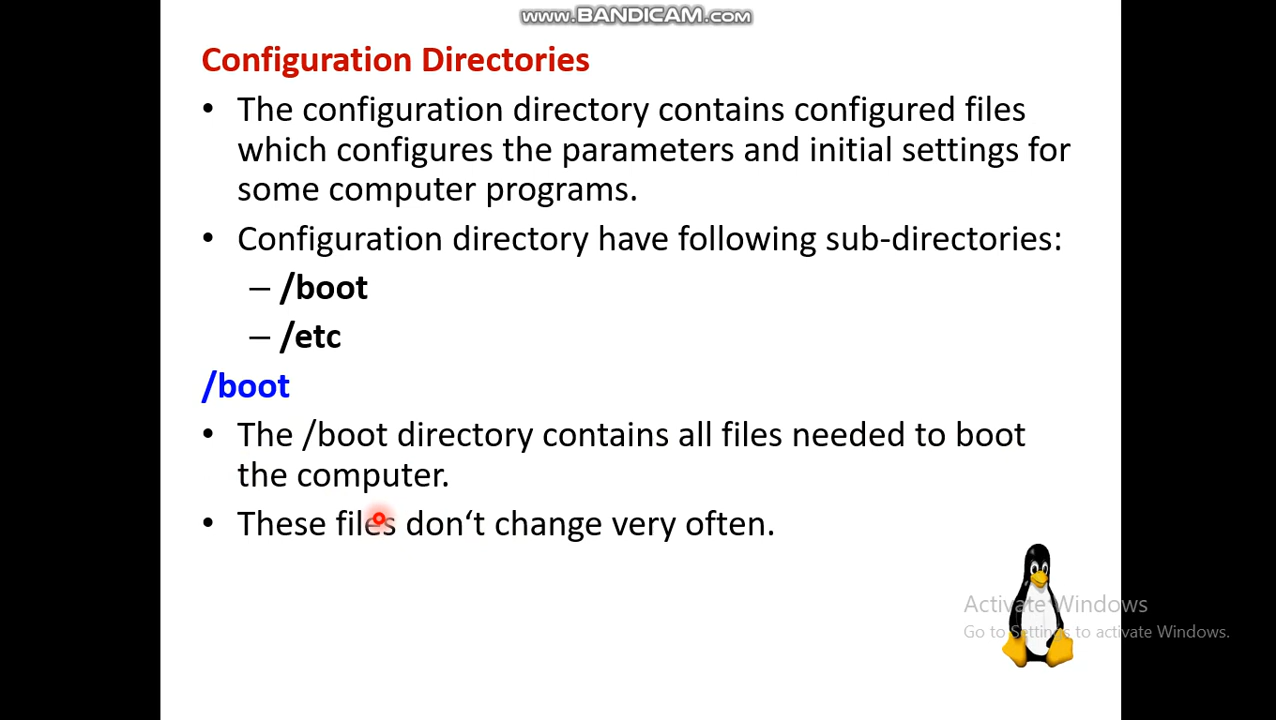 www.BANDICAM.com
Configuration Directories
• The configuration directory contains configured files
which configures the parameters and initial settings for
some computer programs.
• Configuration directory have following sub-directories:
– /boot
– /etc
/boot
• The /boot directory contains all files needed to boot
the computer.
• These files don‘t change very often.
Activate Windows
Go to Settings to activate Windows.